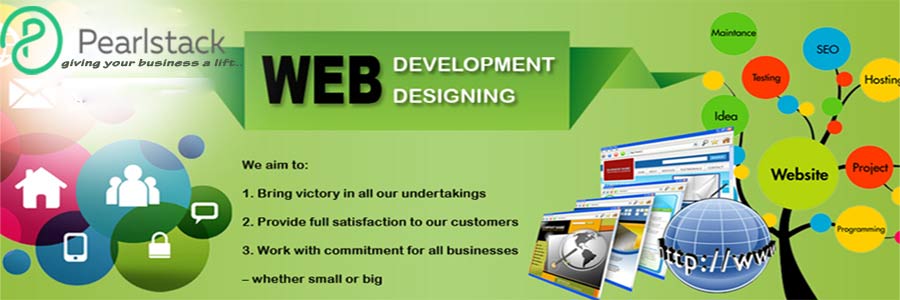 Pearlstack
giving your business a lift..
WEB DEVELOPMENT
DESIGNING
We aim to:
1. Bring victory in all our undertakings
2. Provide full satisfaction to our customers
3. Work with commitment for all businesses
– whether small or big
Maintance
SEO
Testing
Hosting
Idea
Website
Project
Programming
http://www